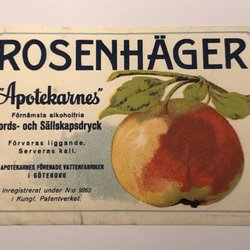 ROSENHÄGER
"Apotekarnes"
Förnämsta alkoholfria
ords- och Sällskapsdryck
Förvaras liggande.
Serveras kall.
APOTEKARNES FÖRENADE VATTENFABRIKER
I GÖTEBORG
Inregistrerat under N:o 9263
i Kungl. Patentverket.